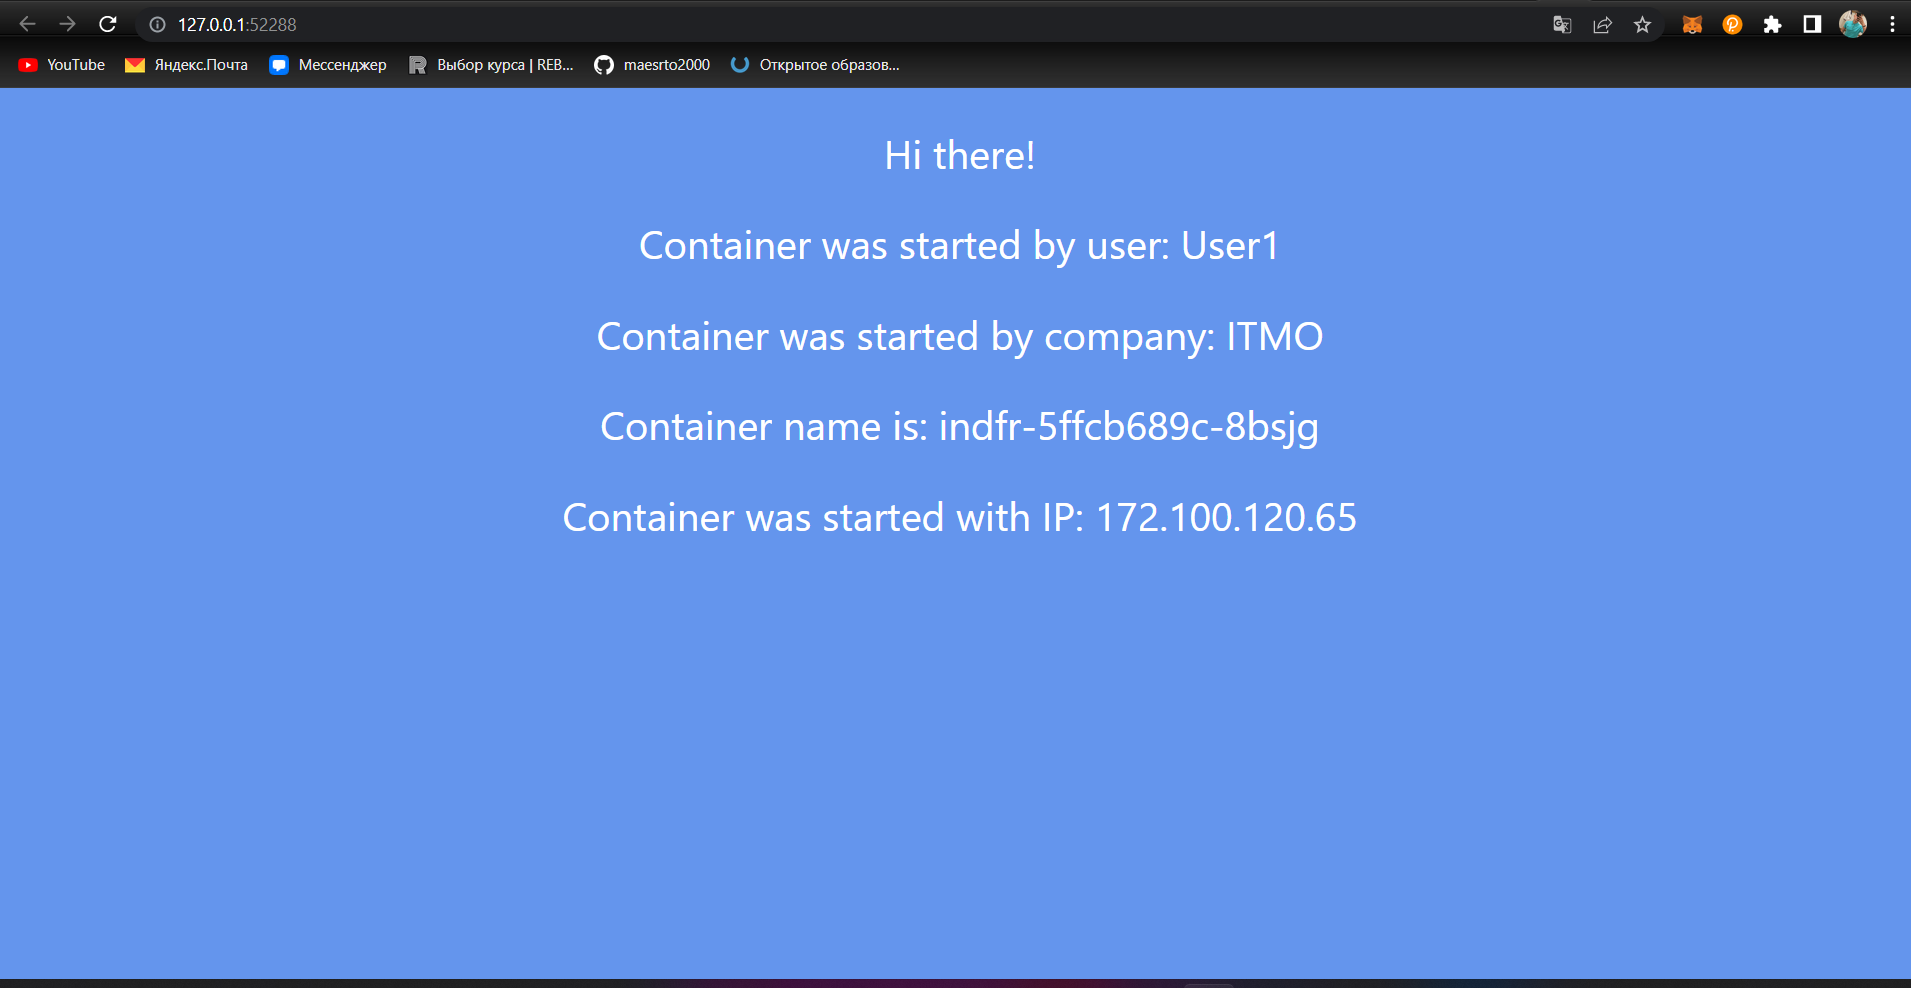 127.0.0.1:52288
YouTube Яндекс.Почта Мессенджер Выбор курса | REB... maesrto2000 Открытое образов...
Hi there!
Container was started by user: User1
Container was started by company: ITMO
Container name is: indfr-5ffcb689c-8bsjg
Container was started with IP: 172.100.120.65